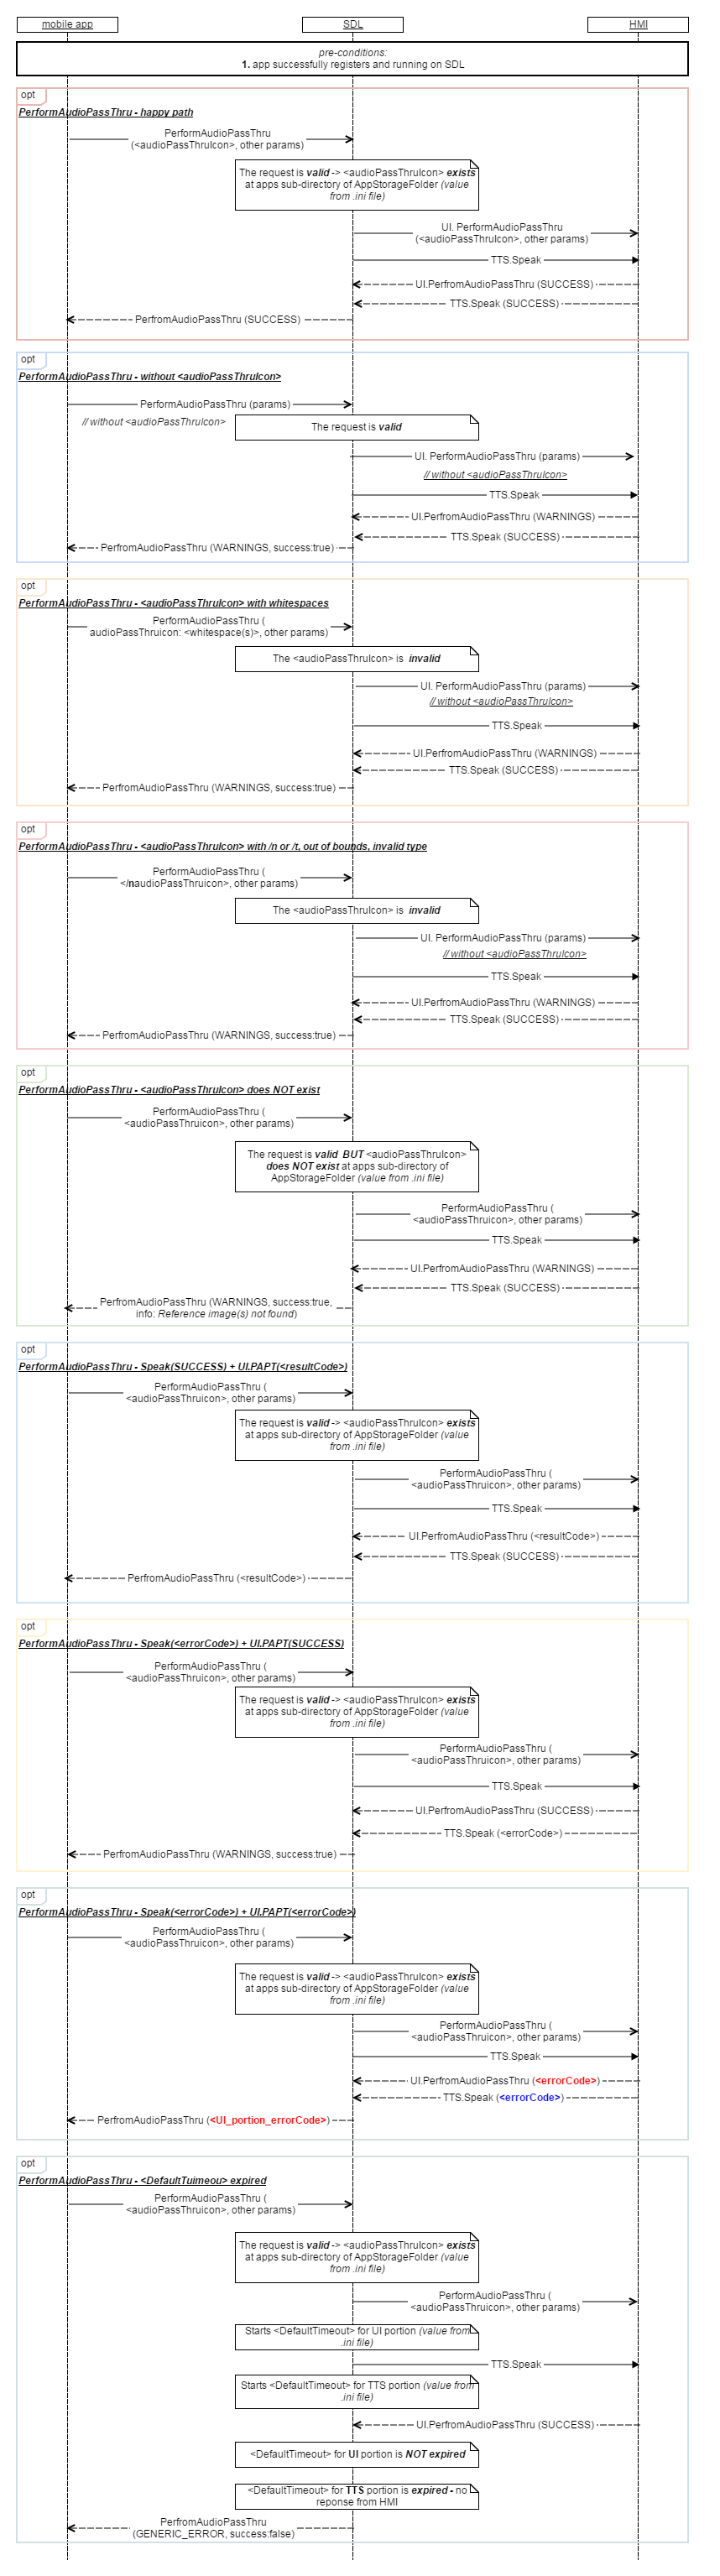 mobile app
SDL
HMI
pre-conditions:
1. app successfully registers and running on SDL
opt
PerformAudioPassThru - happy path
PerformAudioPassThru
(<audioPassThruIcon>, other params)
The request is valid -> <audioPassThruIcon> exists
at apps sub-directory of AppStorageFolder (value
from .ini file)
UI. PerformAudioPassThru
(<audioPassThruIcon>, other params)
TTS.Speak
UI.PerfromAudioPassThru (SUCCESS)
TTS.Speak (SUCCESS)
PerfromAudioPassThru (SUCCESS)
opt
PerformAudioPassThru - without <audioPassThruIcon>
PerformAudioPassThru (params)
// without <audioPassThruIcon>
The request is valid
UI. PerformAudioPassThru (params)
// without <audioPassThruIcon>
TTS.Speak
UI.PerfromAudioPassThru (WARNINGS)
TTS.Speak (SUCCESS)
PerfromAudioPassThru (WARNINGS, success:true)
opt
PerformAudioPassThru - <audioPassThruIcon> with whitespaces
PerformAudioPassThru (
audioPassThruicon: <whitespace(s)>, other params)
The <audioPassThruIcon> is invalid
UI. PerformAudioPassThru (params)
// without <audioPassThruIcon>
TTS.Speak
UI.PerfromAudioPassThru (WARNINGS)
TTS.Speak (SUCCESS)
PerfromAudioPassThru (WARNINGS, success:true)
opt
PerformAudioPassThru - <audioPassThruIcon> with /n or /t, out of bounds, invalid type
PerformAudioPassThru (
</naudioPassThruicon>, other params)
The <audioPassThruIcon> is invalid
UI. PerformAudioPassThru (params)
// without <audioPassThruIcon>
TTS.Speak
UI.PerfromAudioPassThru (WARNINGS)
TTS.Speak (SUCCESS)
PerfromAudioPassThru (WARNINGS, success:true)
opt
PerformAudioPassThru - <audioPassThruIcon> does NOT exist
PerformAudioPassThru (
<audioPassThruicon>, other params)
The request is valid BUT <audioPassThruIcon>
does NOT exist at apps sub-directory of
AppStorageFolder (value from .ini file)
PerformAudioPassThru (
<audioPassThruicon>, other params)
TTS.Speak
UI.PerfromAudioPassThru (WARNINGS)
TTS.Speak (SUCCESS)
PerfromAudioPassThru (WARNINGS, success:true,
info: Reference image(s) not found)
opt
PerformAudioPassThru - Speak(SUCCESS) + UI.PAPT(<resultCode>)
PerformAudioPassThru (
<audioPassThruicon>, other params)
The request is valid -> <audioPassThruIcon> exists
at apps sub-directory of AppStorageFolder (value
from .ini file)
PerformAudioPassThru (
<audioPassThruicon>, other params)
TTS.Speak
UI.PerfromAudioPassThru (<resultCode>)
TTS.Speak (SUCCESS)
PerfromAudioPassThru (<resultCode>)
opt
PerformAudioPassThru - Speak(<errorCode>) + UI.PAPT(SUCCESS)
PerformAudioPassThru (
<audioPassThruicon>, other params)
The request is valid -> <audioPassThruIcon> exists
at apps sub-directory of AppStorageFolder (value
from .ini file)
PerformAudioPassThru (
<audioPassThruicon>, other params)
TTS.Speak
UI.PerfromAudioPassThru (SUCCESS)
TTS.Speak (<errorCode>)
PerfromAudioPassThru (WARNINGS, success:true)
opt
PerformAudioPassThru - Speak(<errorCode>) + UI.PAPT(<errorCode>)
PerformAudioPassThru (
<audioPassThruicon>, other params)
The request is valid -> <audioPassThruIcon> exists
at apps sub-directory of AppStorageFolder (value
from .ini file)
PerformAudioPassThru (
<audioPassThruicon>, other params)
TTS.Speak
UI.PerfromAudioPassThru (<errorCode>)
TTS.Speak (<errorCode>)
PerfromAudioPassThru (<UI_portion_errorCode>)
opt
PerformAudioPassThru - <DefaultTuimeou> expired
PerformAudioPassThru (
<audioPassThruicon>, other params)
The request is valid -> <audioPassThruIcon> exists
at apps sub-directory of AppStorageFolder (value
from .ini file)
PerformAudioPassThru (
<audioPassThruicon>, other params)
Starts <DefaultTimeout> for UI portion (value from
.ini file)
TTS.Speak
Starts <DefaultTimeout> for TTS portion (value from
.ini file)
UI.PerfromAudioPassThru (SUCCESS)
<DefaultTimeout> for UI portion is NOT expired
<DefaultTimeout> for TTS portion is expired - no
reponse from HMI
PerfromAudioPassThru
(GENERIC_ERROR, success:false)